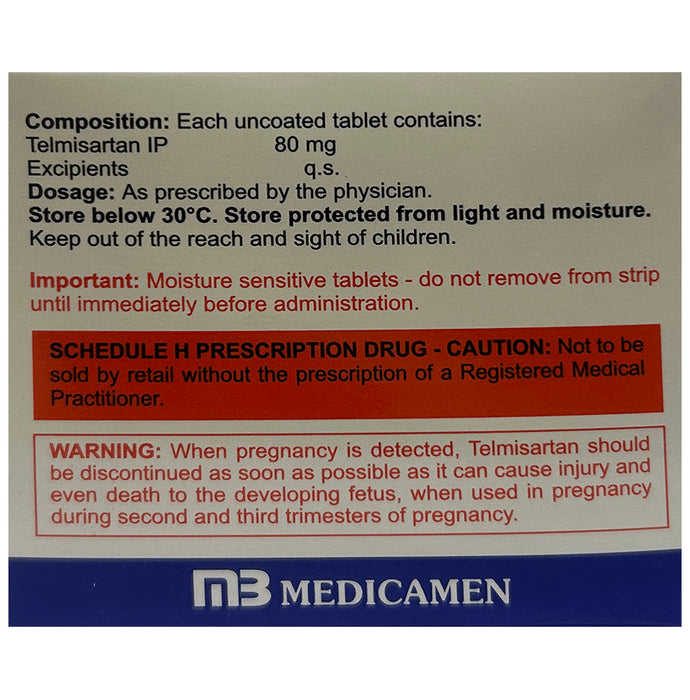 Composition: Each uncoated tablet contains:
Telmisartan IP 80 mg
Excipients q.s.
Dosage: As prescribed by the physician.
Store below 30°C. Store protected from light and moisture.
Keep out of the reach and sight of children.
Important: Moisture sensitive tablets - do not remove from strip
until immediately before administration.
SCHEDULE H PRESCRIPTION DRUG - CAUTION: Not to be
sold by retail without the prescription of a Registered Medical
Practitioner.
WARNING: When pregnancy is detected, Telmisartan should
be discontinued as soon as possible as it can cause injury and
even death to the developing fetus, when used in pregnancy
during second and third trimesters of pregnancy.
MB MEDICAMEN